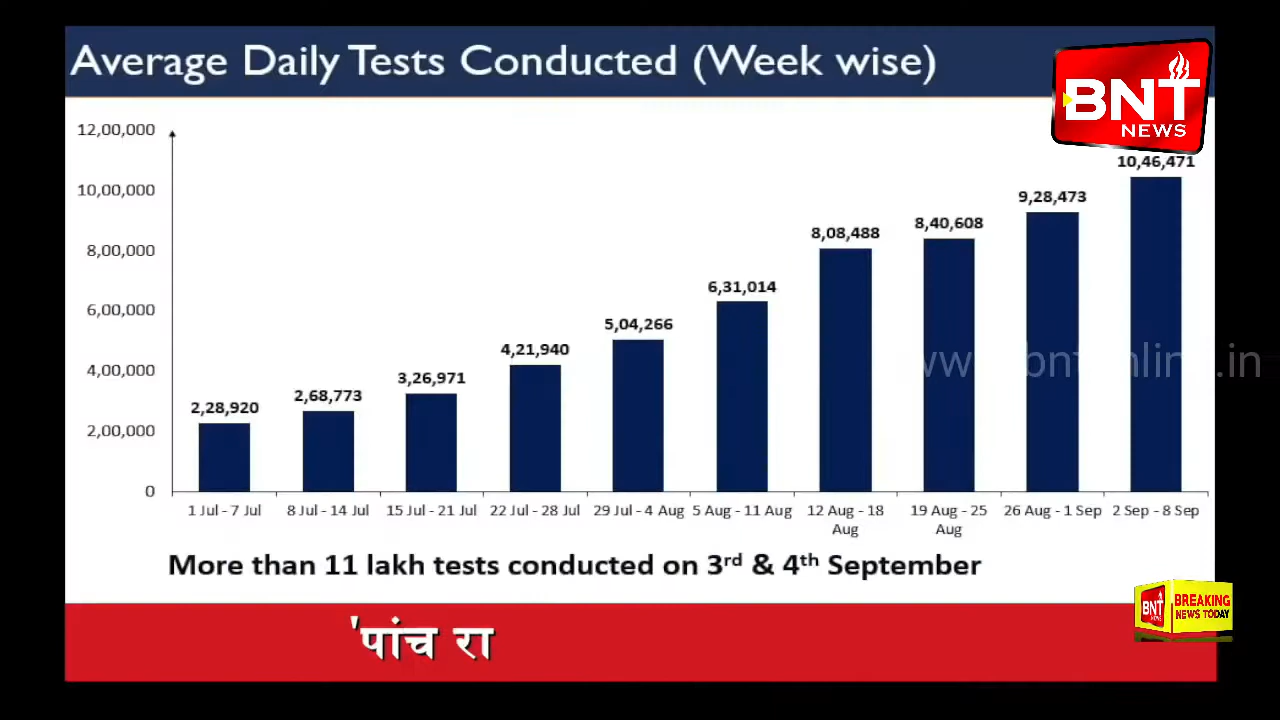 Average Daily Tests Conducted (Week wise)
BNT
NEWS
12,00,000
10,00,000
8,00,000
6,00,000
4,00,000
2,00,000
0
2,28,920
2,68,773
3,26,971
4,21,940
5,04,266
6,31,014
8,08,488
8,40,608
9,28,473
10,46,471
1 Jul - 7 Jul
8 Jul - 14 Jul
15 Jul - 21 Jul
22 Jul - 28 Jul
29 Jul - 4 Aug
5 Aug - 11 Aug
12 Aug - 18
Aug
19 Aug - 25
Aug
26 Aug - 1 Sep
2 Sep - 8 Sep
More than 11 lakh tests conducted on 3rd & 4th September
BNT
NEWS
BREAKING
NEWS TODAY
'पांच रा